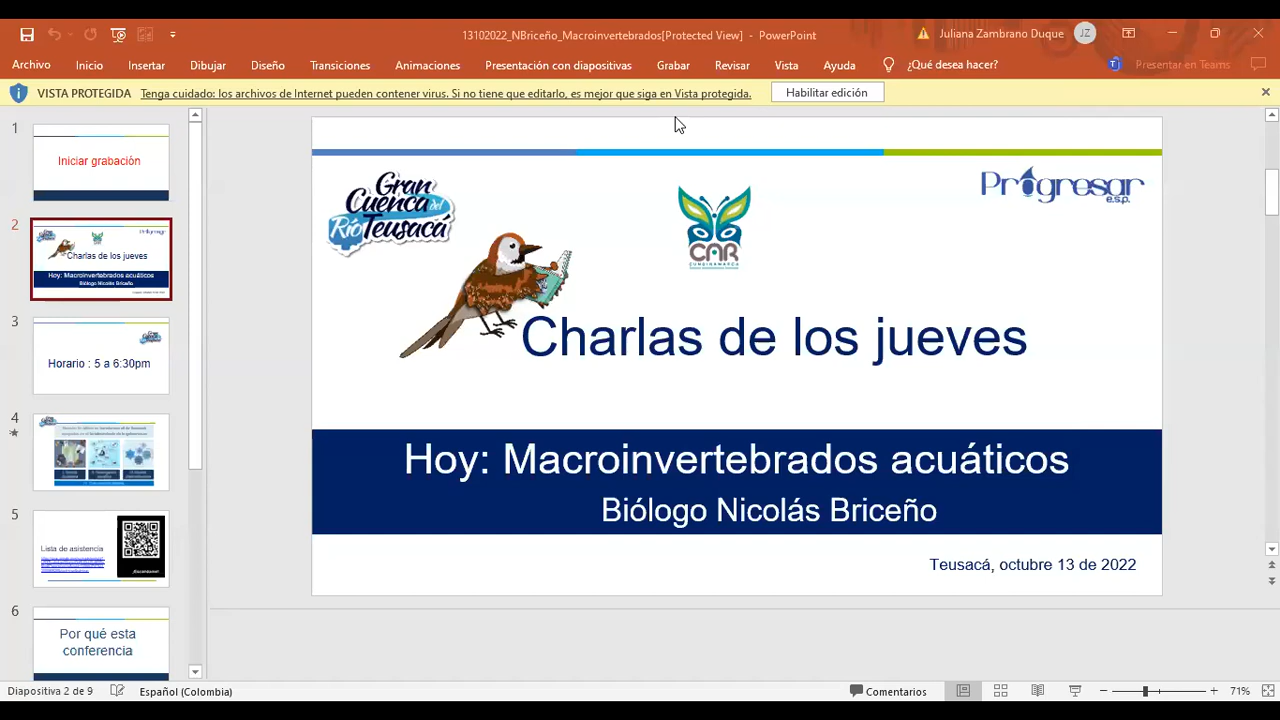 13102022_NBriceño_Macroinvertebrados[Protected View] - PowerPoint
Juliana Zambrano Duque
JZ
Archivo
Inicio
Insertar
Dibujar
Diseño
Transiciones
Animaciones
Presentación con diapositivas
Grabar
Revisar
Vista
Ayuda
¿Qué desea hacer?
Presentar en Teams
VISTA PROTEGIDA
Tenga cuidado: los archivos de Internet pueden contener virus. Si no tiene que editarlo, es mejor que siga en Vista protegida.
Habilitar edición
1
Iniciar grabación
2
Charlas de los jueves
Hoy: Macroinvertebrados acuáticos
Biólogo Nicolás Briceño
3
Horario : 5 a 6:30pm
4
5
Lista de asistencia
6
Por qué esta
conferencia
Gran
Cuenca del
Río Teusacá
CAR
CUNDINAMARCA
Progresar
e.s.p.
Charlas de los jueves
Hoy: Macroinvertebrados acuáticos
Biólogo Nicolás Briceño
Teusacá, octubre 13 de 2022
Diapositiva 2 de 9
Español (Colombia)
Comentarios
71%